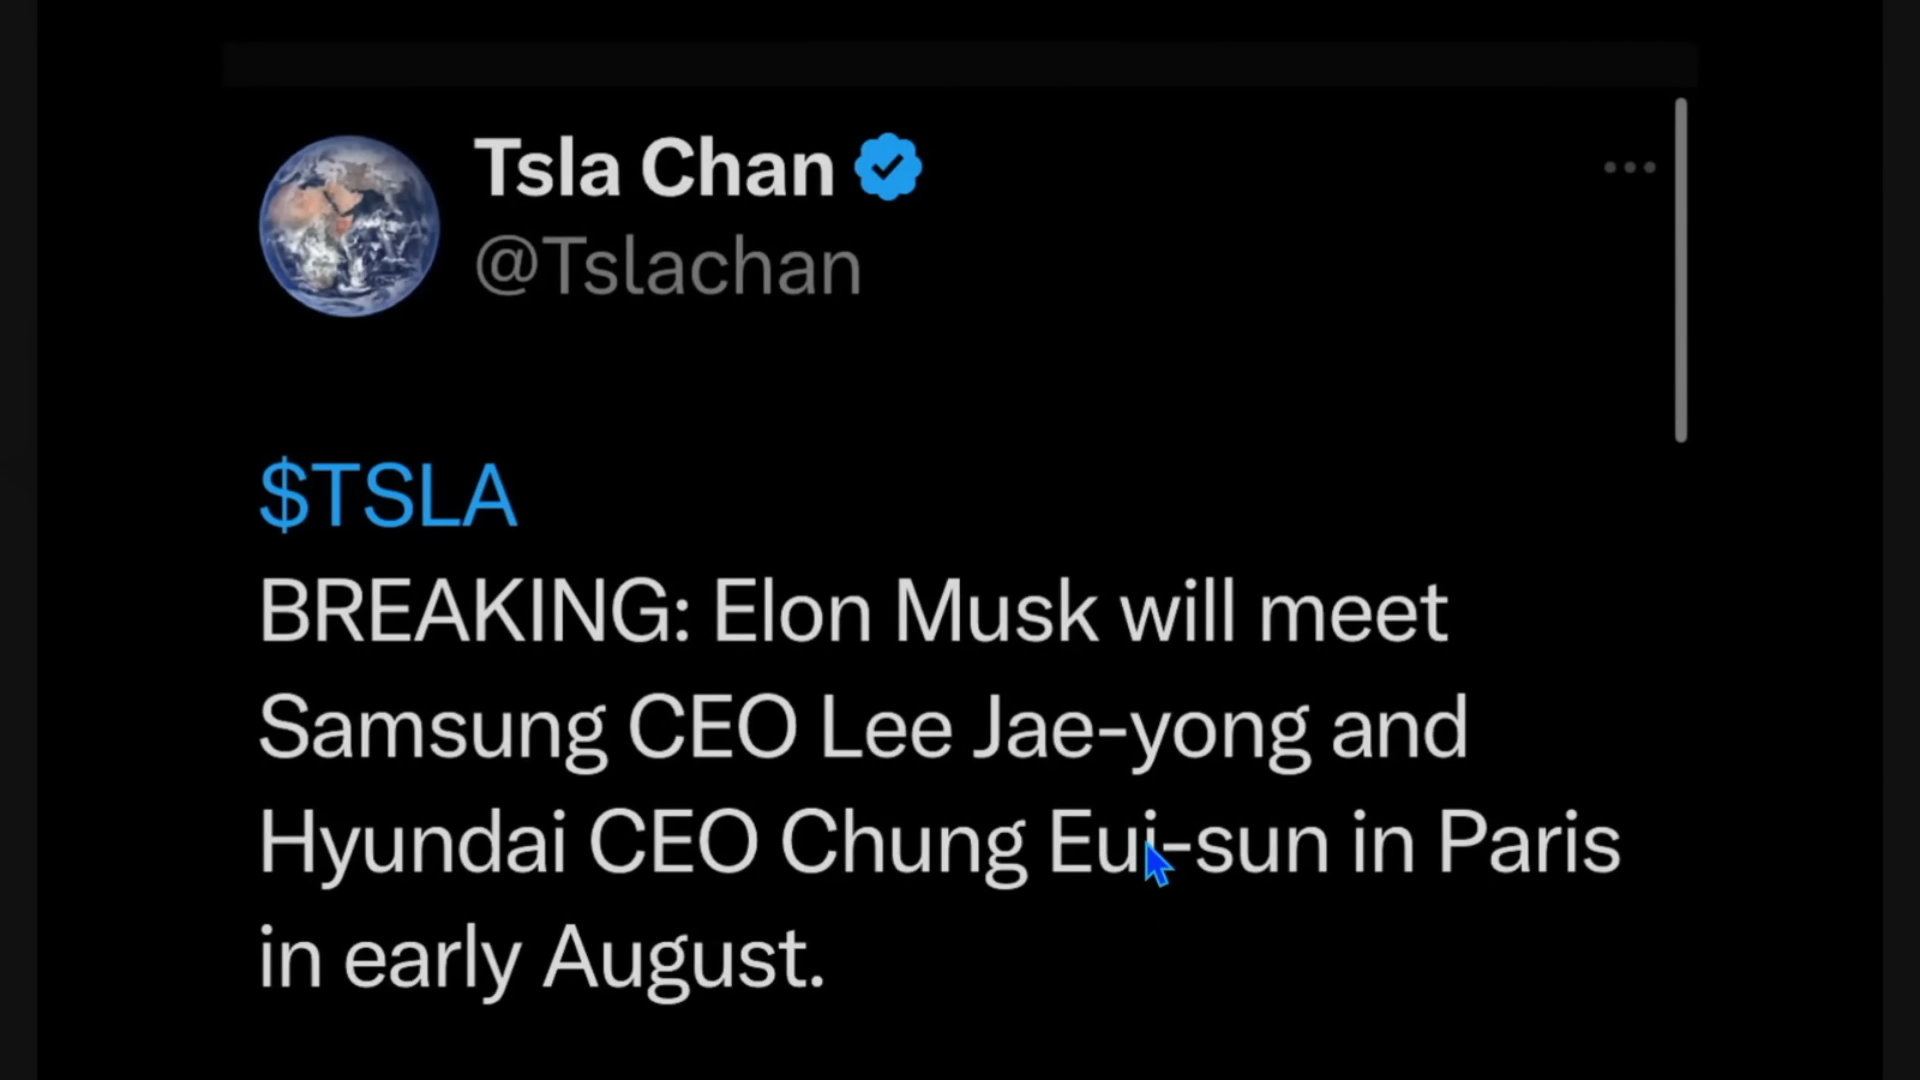 Tsla Chan
@Tslachan
$TSLA
BREAKING: Elon Musk will meet
Samsung CEO Lee Jae-yong and
Hyundai CEO Chung Eui-sun in Paris
in early August.